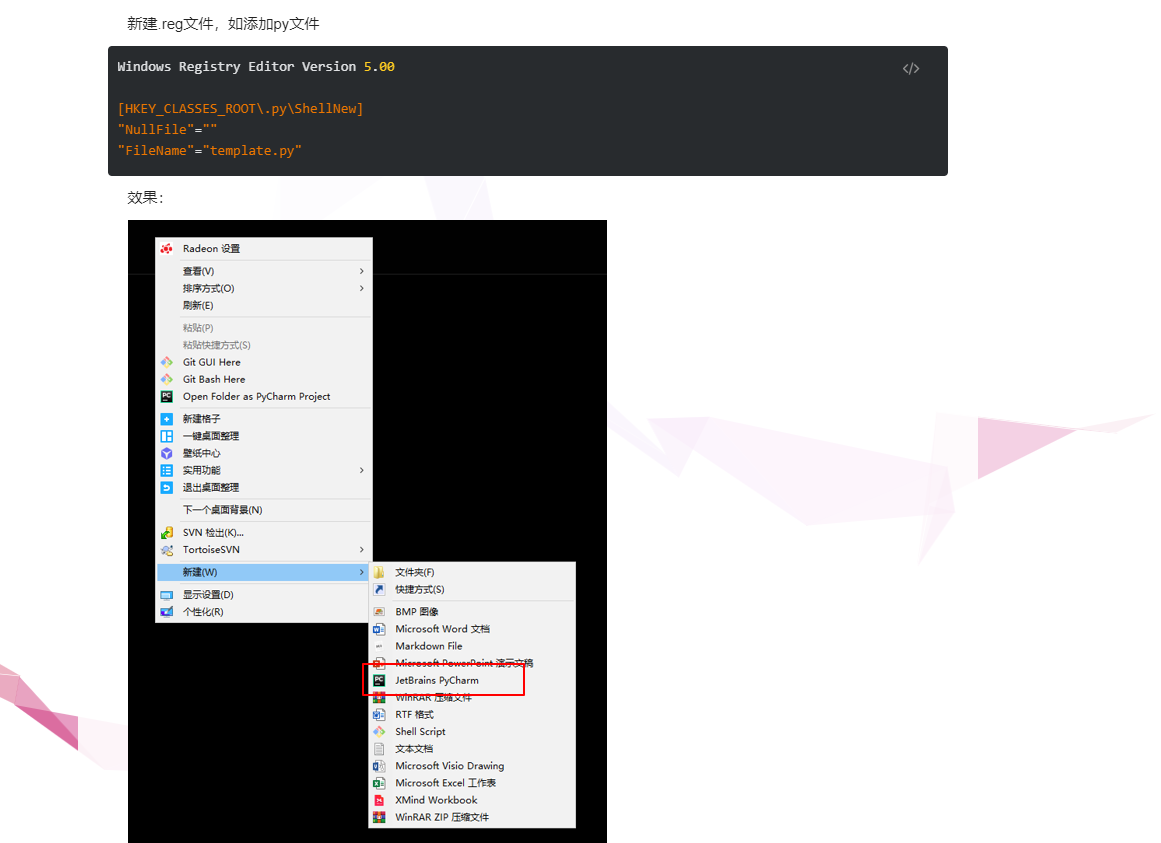 新建.reg文件，如添加py文件
Windows Registry Editor Version 5.00
</>
[HKEY_CLASSES_ROOT\.py\ShellNew]
"NullFile"=""
"FileName"="template.py"
效果：
Radeon 设置
查看(V)
排序方式(O)
刷新(E)
粘贴(P)
粘贴快捷方式(S)
Git GUI Here
Git Bash Here
Open Folder as PyCharm Project
新建格子
一键桌面整理
壁纸中心
实用功能
退出桌面整理
下一个桌面背景(N)
SVN 检出(K)...
TortoiseSVN
新建(W)
显示设置(D)
个性化(R)
文件夹(F)
快捷方式(S)
BMP 图像
Microsoft Word 文档
Markdown File
Microsoft PowerPoint 演示文稿
JetBrains PyCharm
WinRAR 压缩文件
RTF 格式
Shell Script
文本文档
Microsoft Visio Drawing
Microsoft Excel 工作表
XMind Workbook
WinRAR ZIP 压缩文件